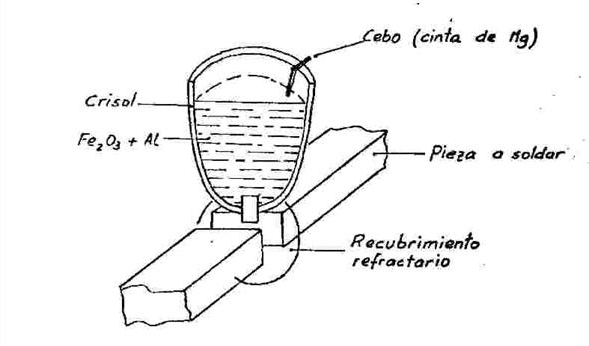 Cebo (cinta de Mg)
Crisol
Fe₂O₃ + Al
Pieza a soldar
Recubrimiento
refractario